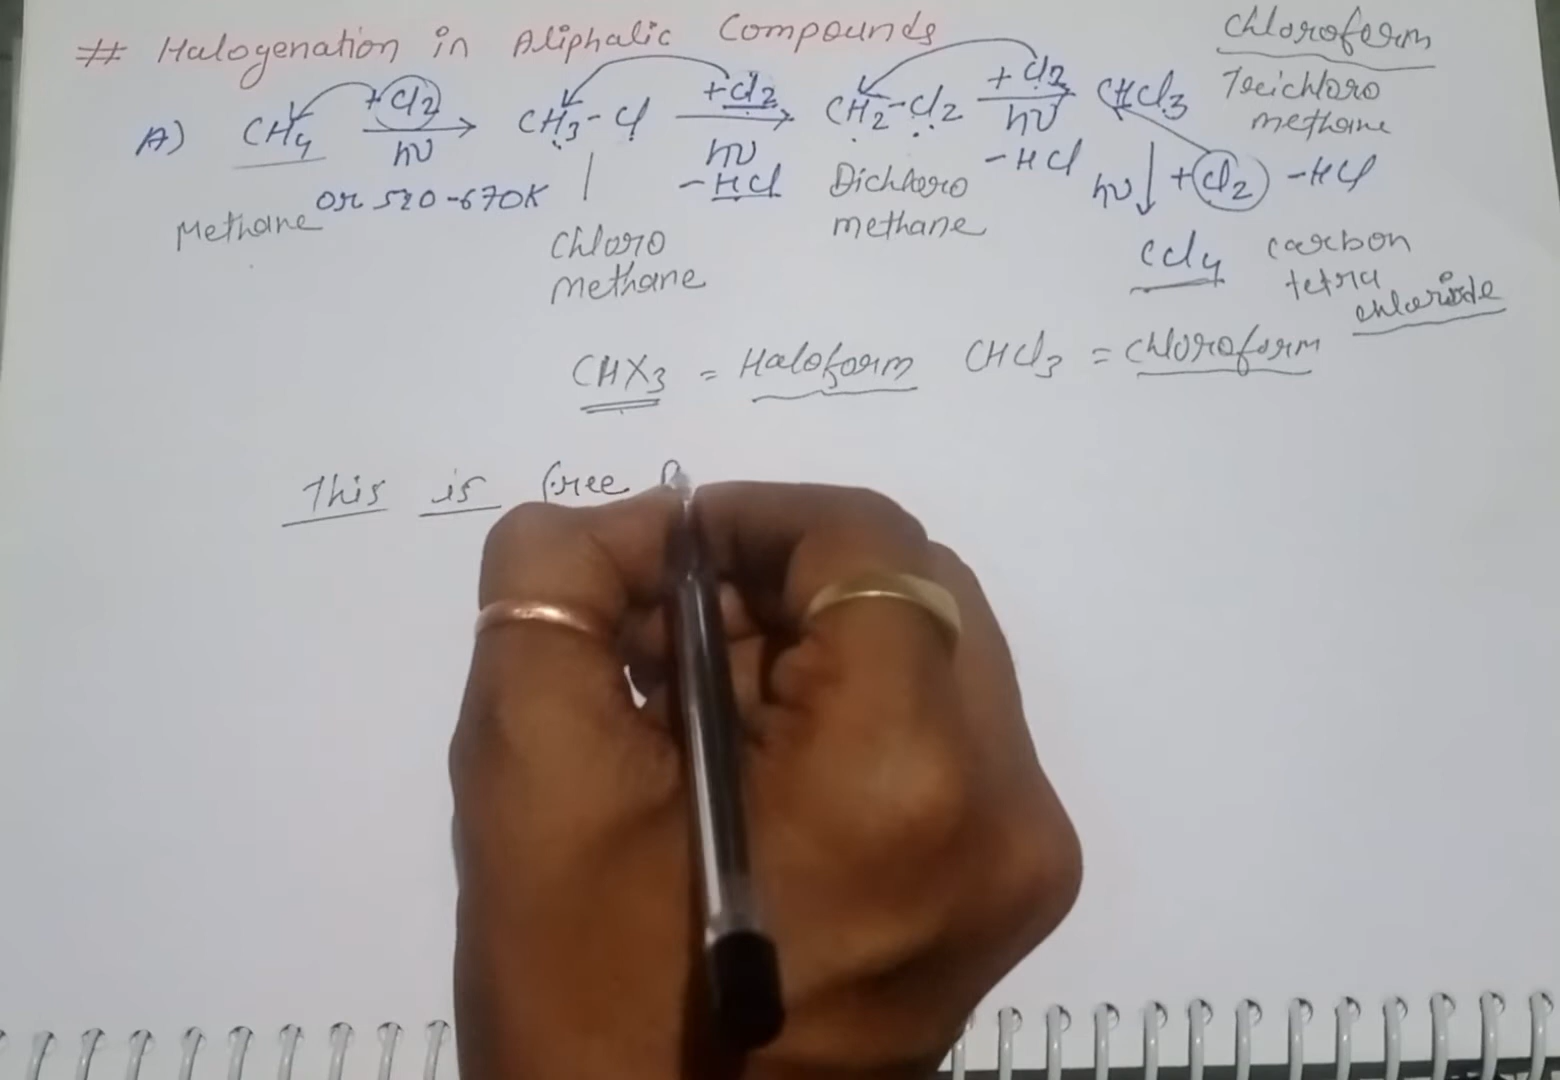 # Halogenation in Aliphalic Compounds
Chloroform
A) CH4 +Cl2 hν CH3-Cl +Cl2 hν CH2-Cl2 +Cl2 hν CHCl3
Trichloro
methane
or 520-670K
-HCl
-HCl
hν +Cl2 -HCl
Methane
Chloro
methane
Dichloro
methane
CCl4 carbon
tetra
chloride
CHX3 = Haloform CHCl3 = Chloroform
This is free